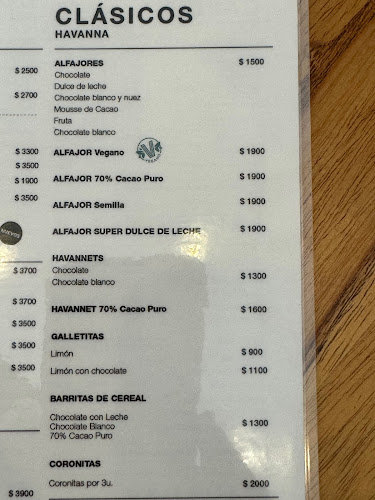 CLÁSICOS
HAVANNA
ALFAJORES $ 1500
Chocolate
Dulce de leche
Chocolate blanco y nuez
Mousse de Cacao
Fruta
Chocolate blanco
ALFAJOR Vegano $ 1900
ALFAJOR 70% Cacao Puro $ 1900
ALFAJOR Semilla $ 1900
ALFAJOR SUPER DULCE DE LECHE $ 1900
HAVANNETS
Chocolate
Chocolate blanco
$ 1300
HAVANNET 70% Cacao Puro $ 1600
GALLETITAS
Limón $ 900
Limón con chocolate $ 1100
BARRITAS DE CEREAL
Chocolate con Leche
Chocolate Blanco
70% Cacao Puro
$ 1300
CORONITAS
Coronitas por 3u. $ 2000
$ 2500
$ 2700
$ 3300
$ 3500
$ 1900
$ 3500
NUEVOS
$ 3700
$ 3700
$ 3500
$ 3500
$ 3500
$ 3900